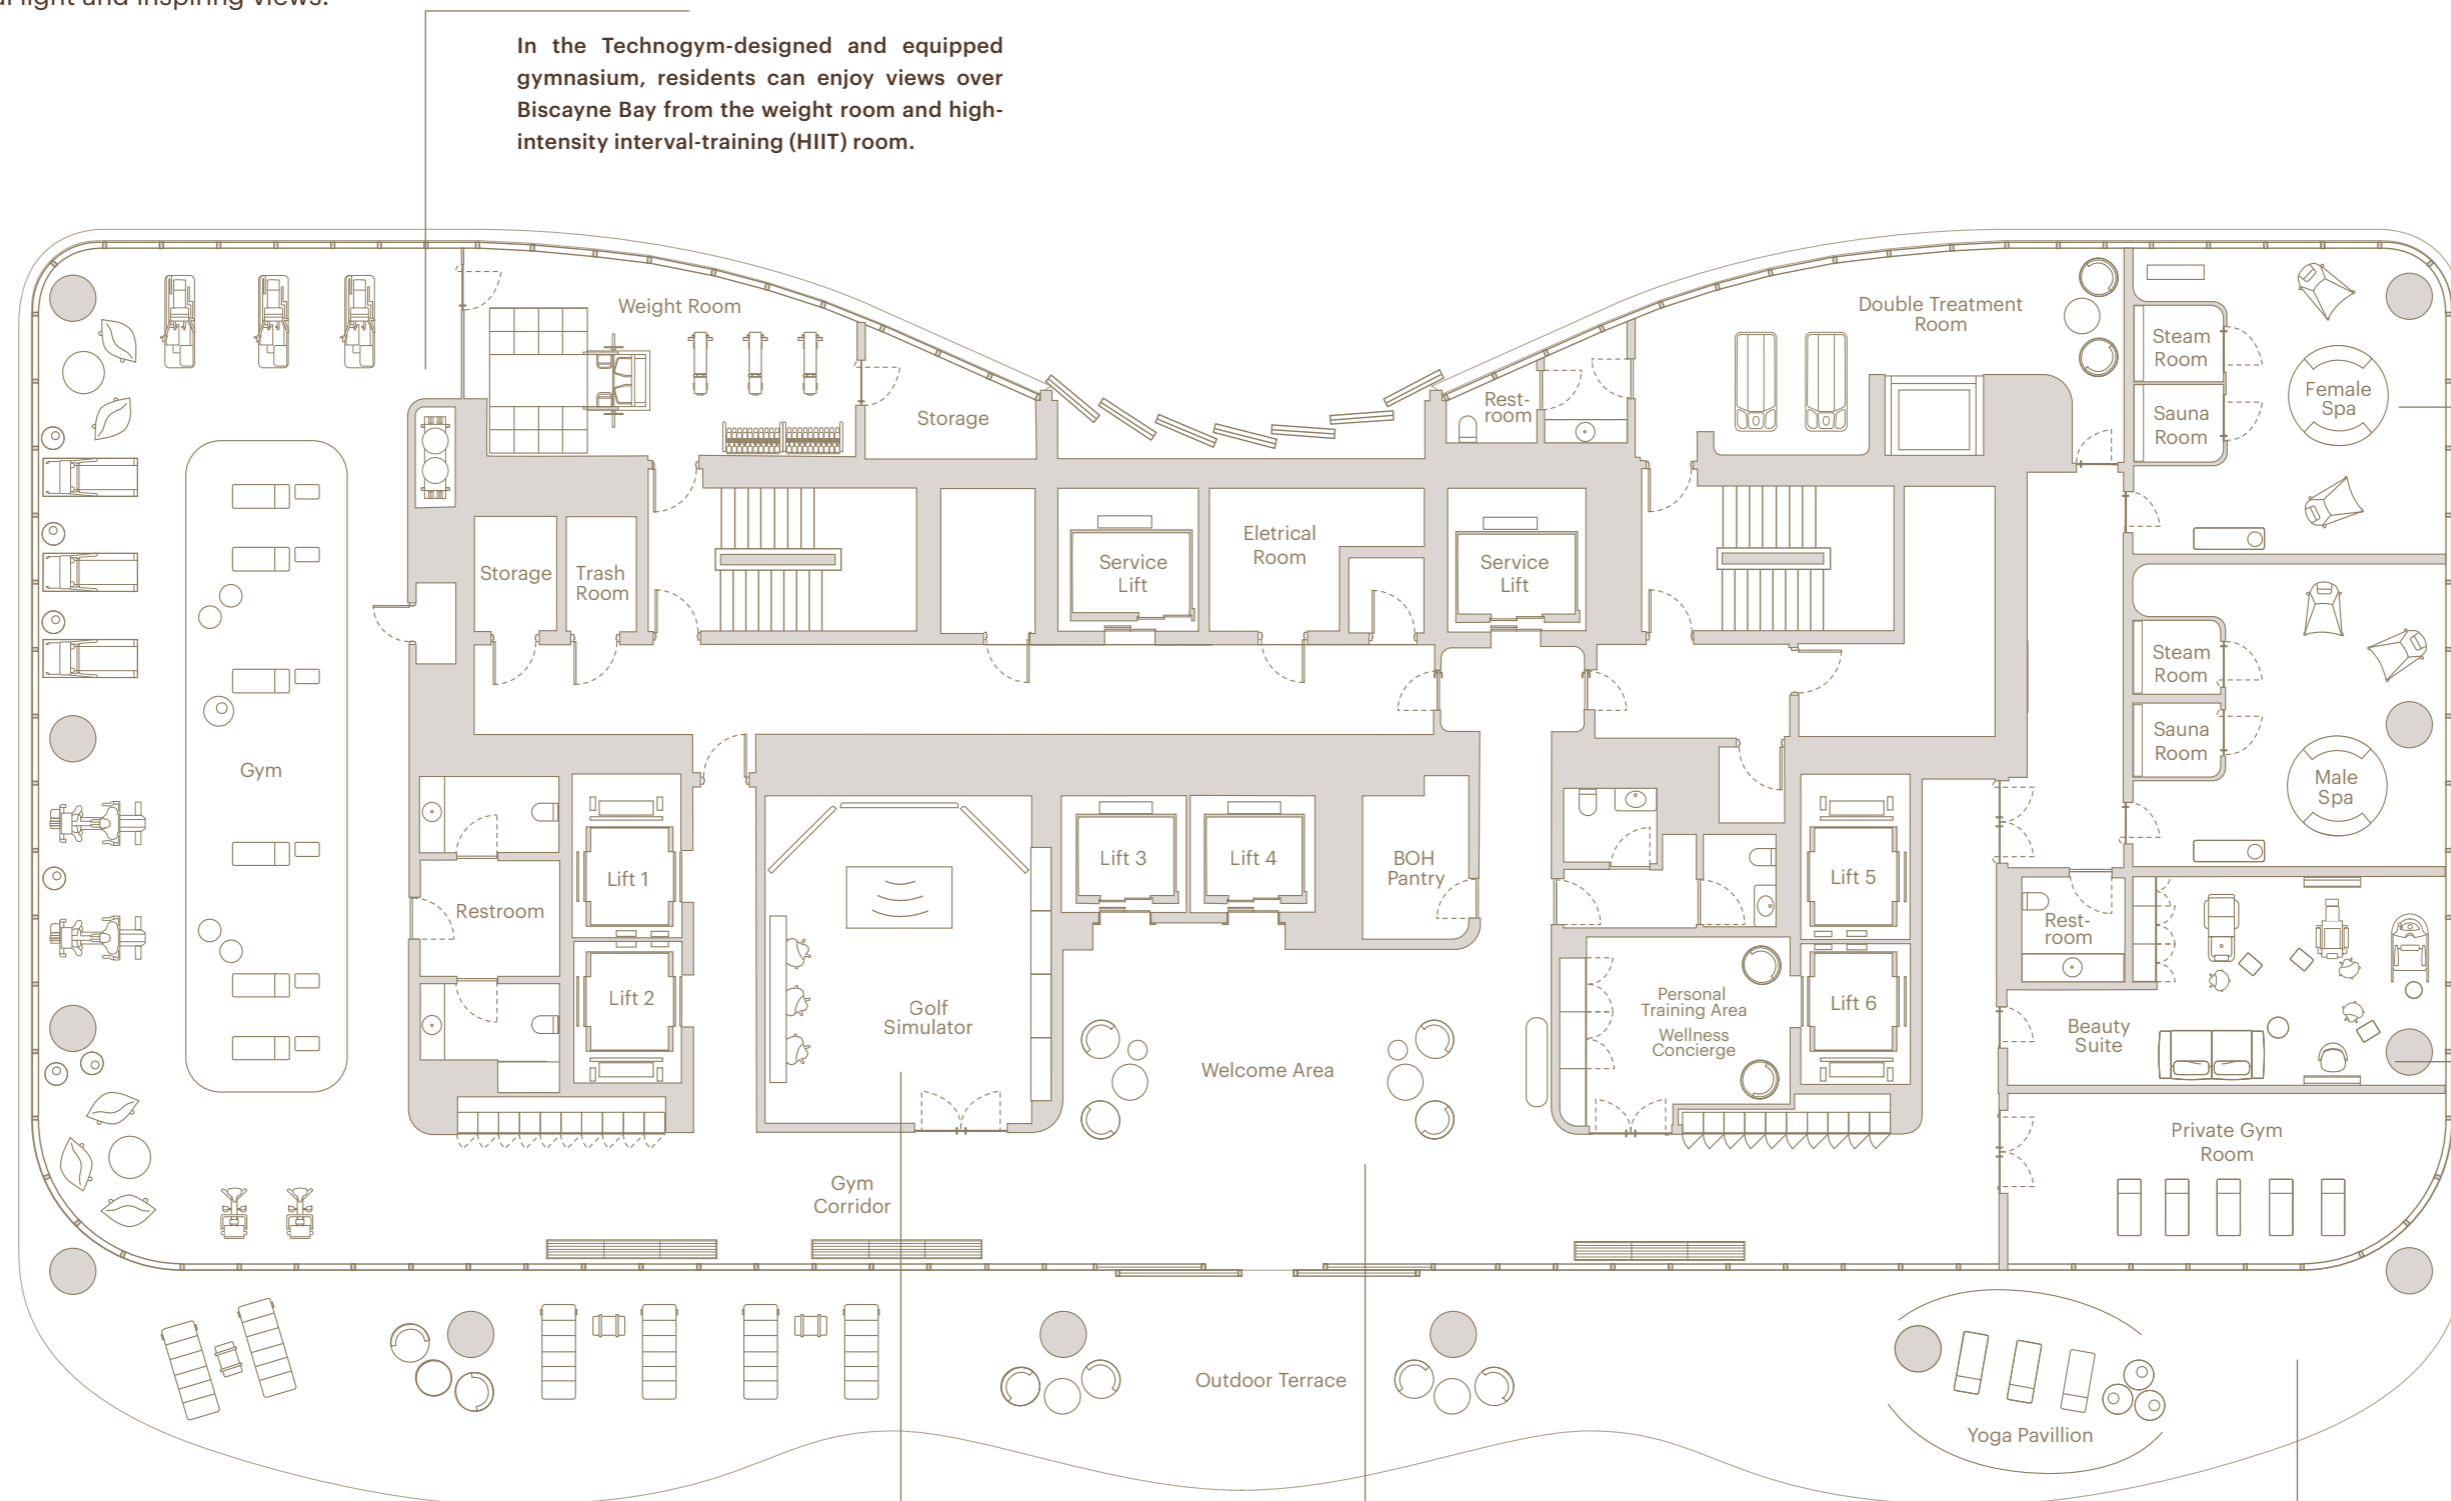 light and inspiring views.
In the Technogym-designed and equipped
gymnasium, residents can enjoy views over
Biscayne Bay from the weight room and high-
intensity interval-training (HIIT) room.
Weight Room
Double Treatment
Room
Steam
Room
Female
Spa
Sauna
Room
Rest-
room
Storage
Eletrical
Room
Service
Lift
Service
Lift
Storage
Trash
Room
Steam
Room
Sauna
Room
Male
Spa
Gym
Lift 1
Lift 3
Lift 4
BOH
Pantry
Lift 5
Restroom
Rest-
room
Lift 2
Golf
Simulator
Personal
Training Area
Wellness
Concierge
Lift 6
Beauty
Suite
Welcome Area
Private Gym
Room
Gym
Corridor
Outdoor Terrace
Yoga Pavillion